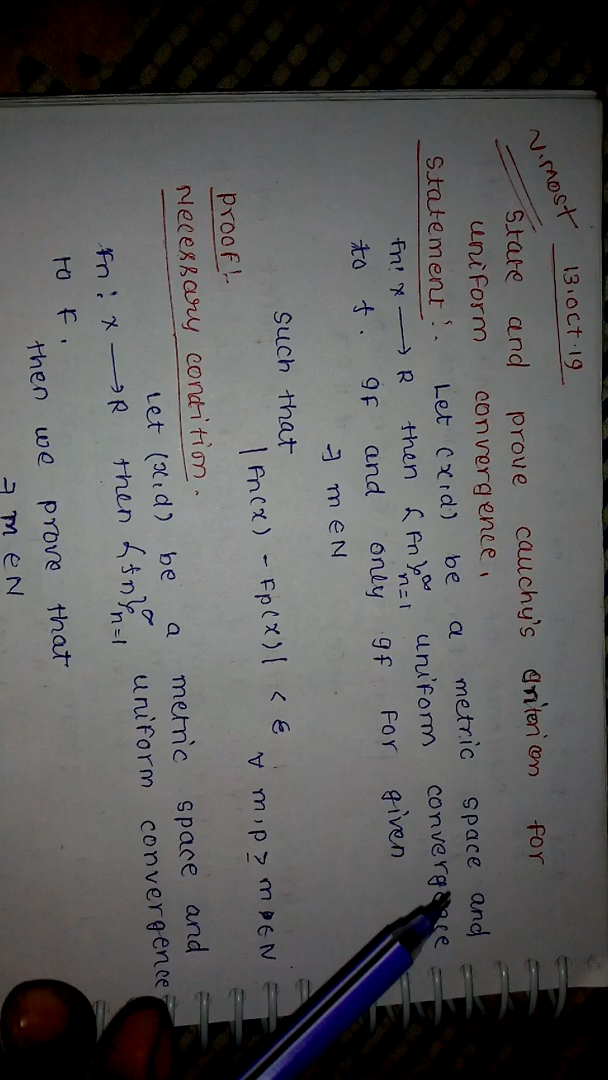 N.most 13.oct.19
State and prove cauchy's criterion for
uniform convergence,
Statement:. Let (x,d) be a metric space and
fn: x → R then {fn}∞n=1 uniform convergence
to f. gf and only gf for given
∃ m ∈ N
such that
|fn(x) - Fp(x)| < ϵ ∀ m,p ≥ m ∈ N
proof:-
Necessary condition.
Let (x,d) be a metric space and
fn: x → R then {fn}∞n=1 uniform convergence
to F. then we prove that
∃ m ∈ N